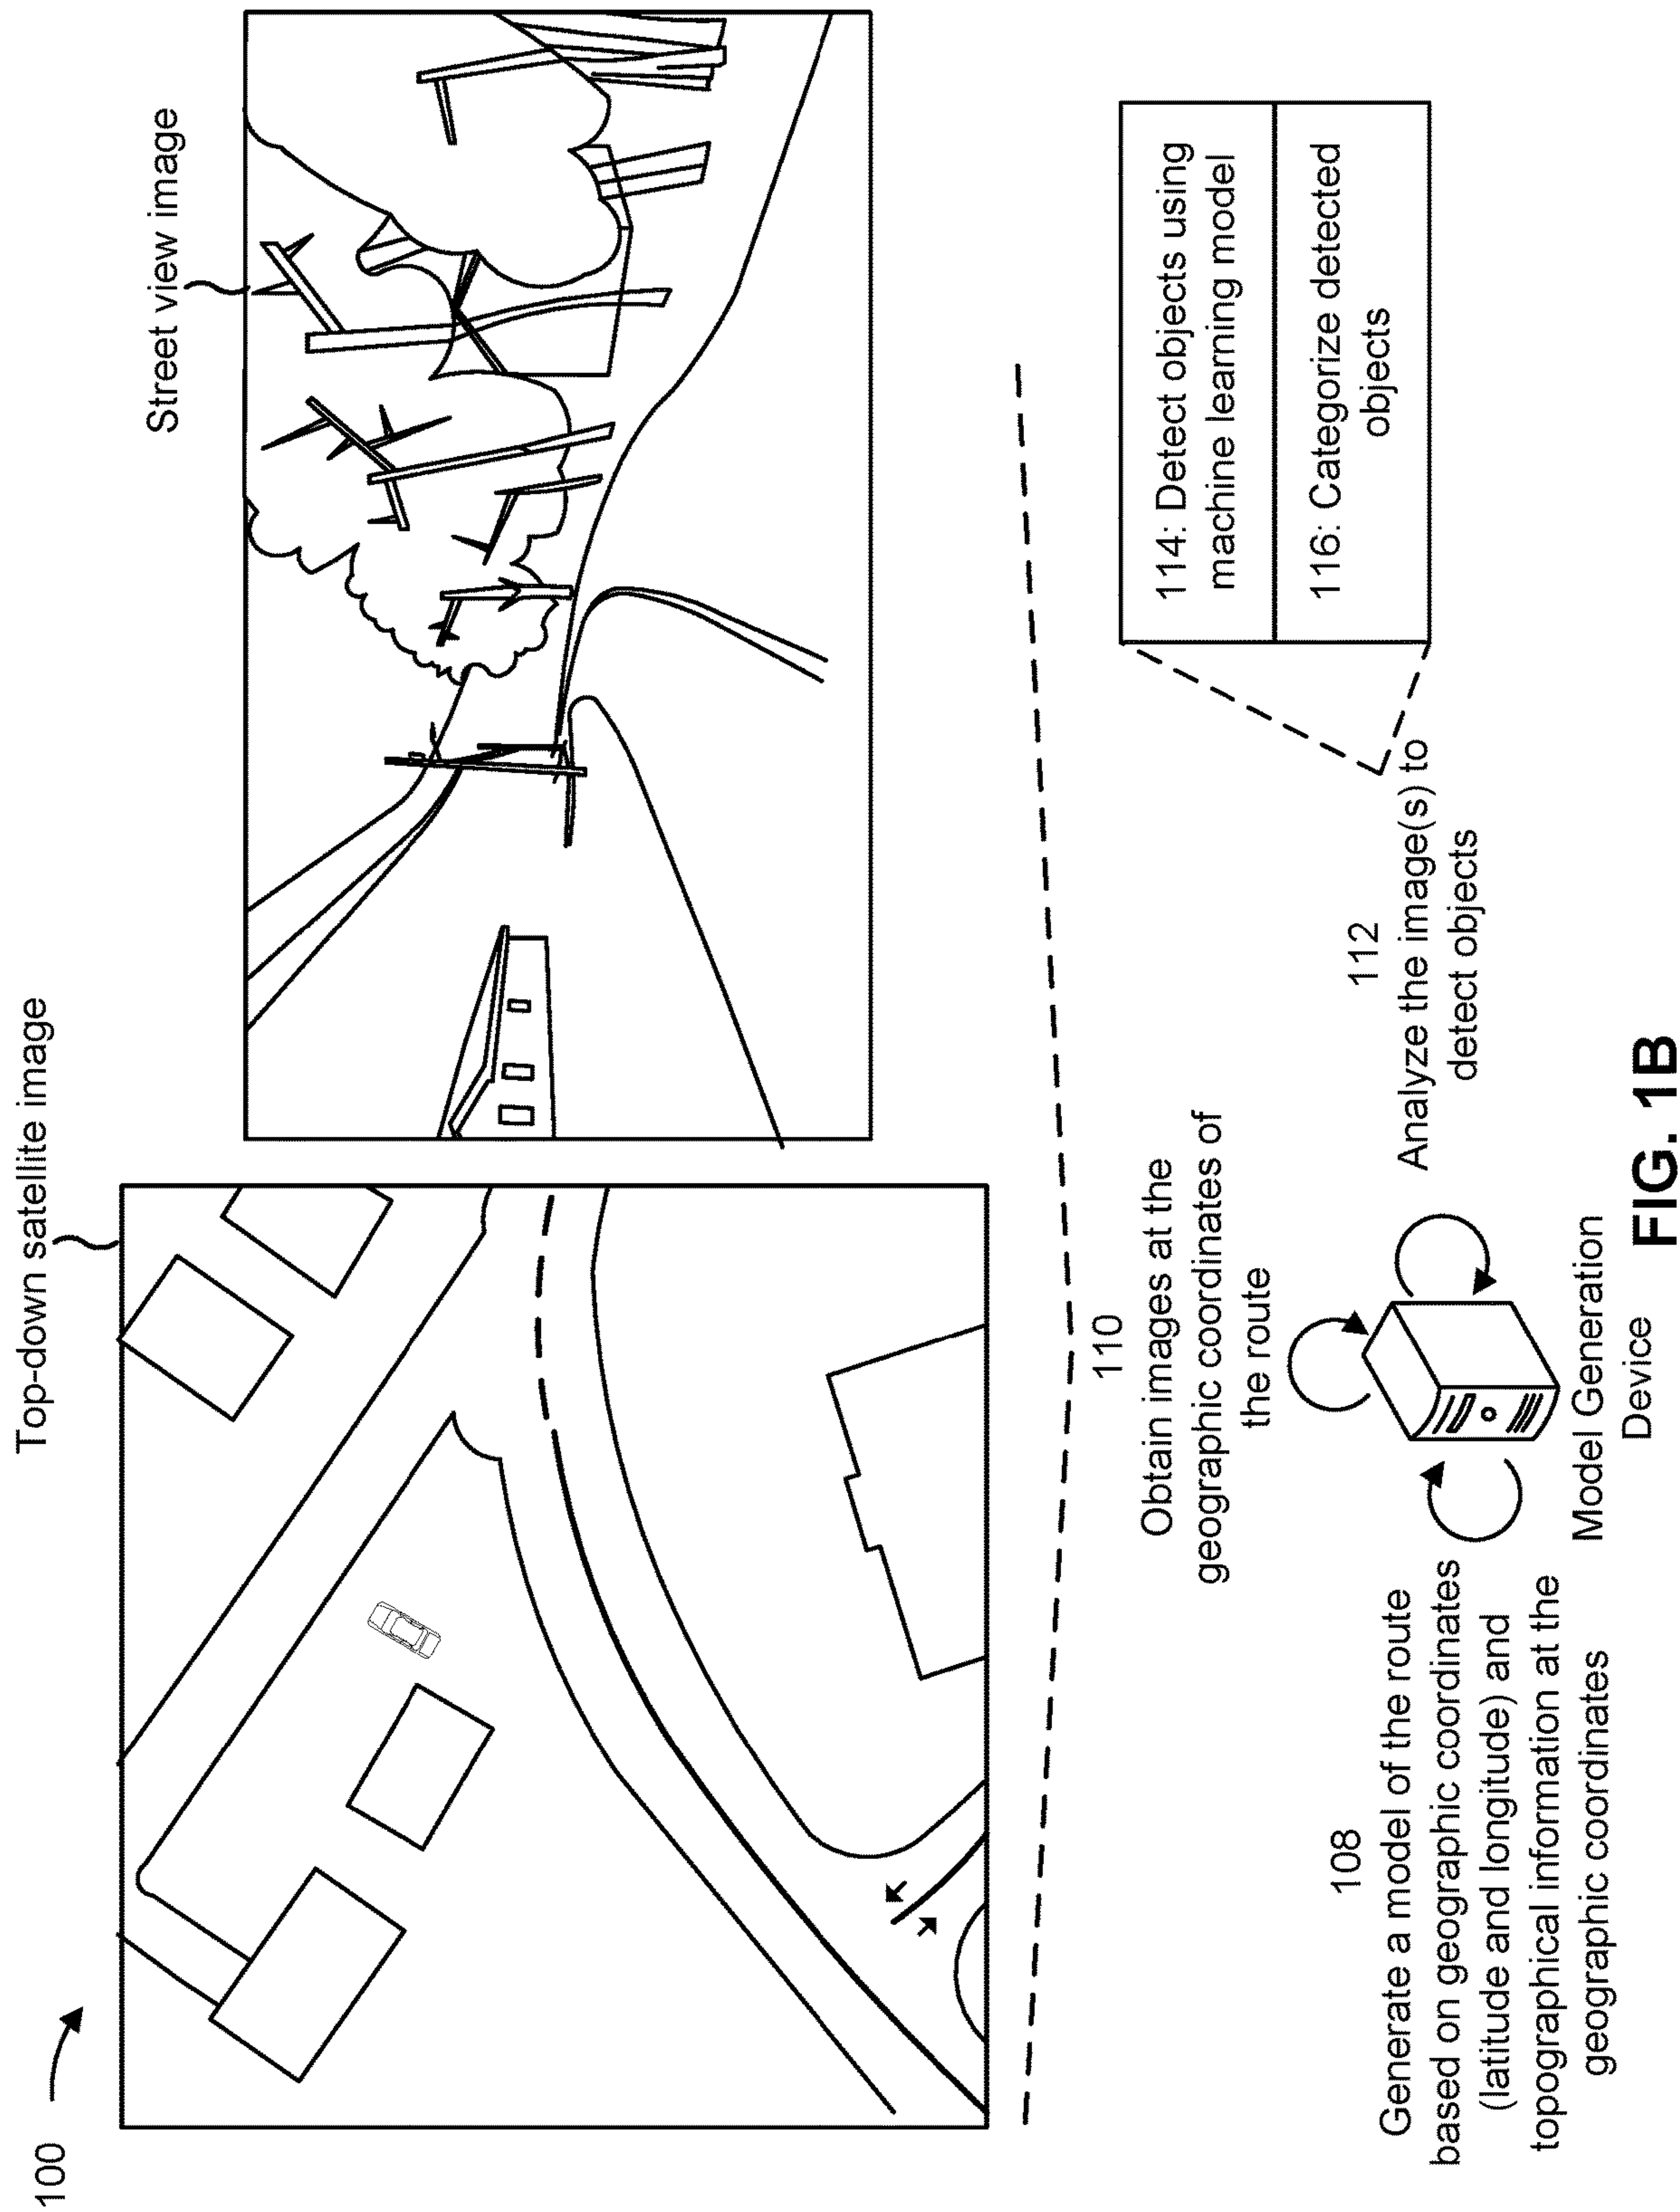 100
Top-down satellite image
Street view image
108
Generate a model of the route
based on geographic coordinates
(latitude and longitude) and
topographical information at the
geographic coordinates
110
Obtain images at the
geographic coordinates of
the route
Model Generation
Device
112
Analyze the image(s) to
detect objects
114: Detect objects using
machine learning model
116: Categorize detected
objects
FIG. 1B